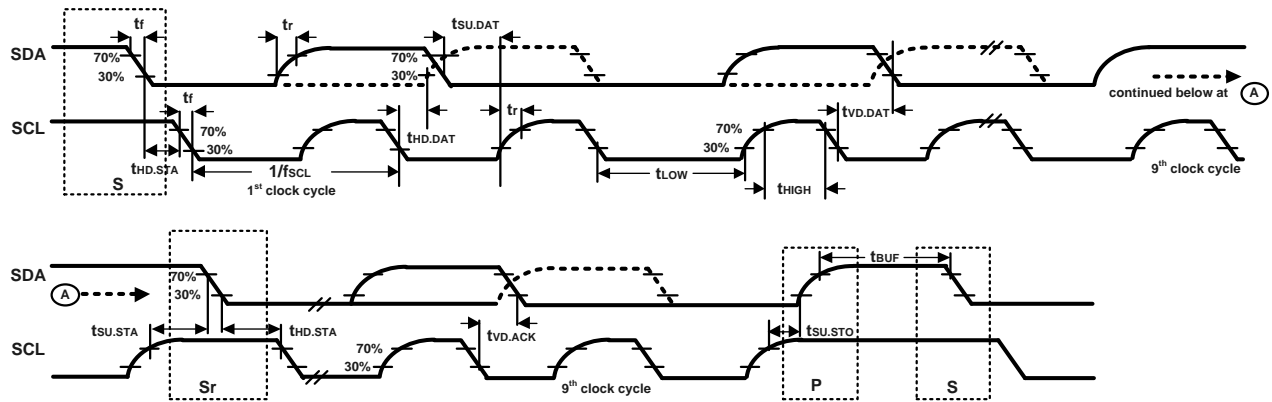 tf tr tSU.DAT
SDA 70% 70%
30% 30%
continued below at A
tf tHD.DAT tr tVD.DAT
SCL 70% 70%
30% 30%
tHD.STA 1/fSCL tLOW tHIGH
S 1st clock cycle 9th clock cycle
tBUF
SDA 70%
A 30%
tSU.STA tHD.STA tVD.ACK tSU.STO
SCL 70%
30%
Sr 9th clock cycle P S